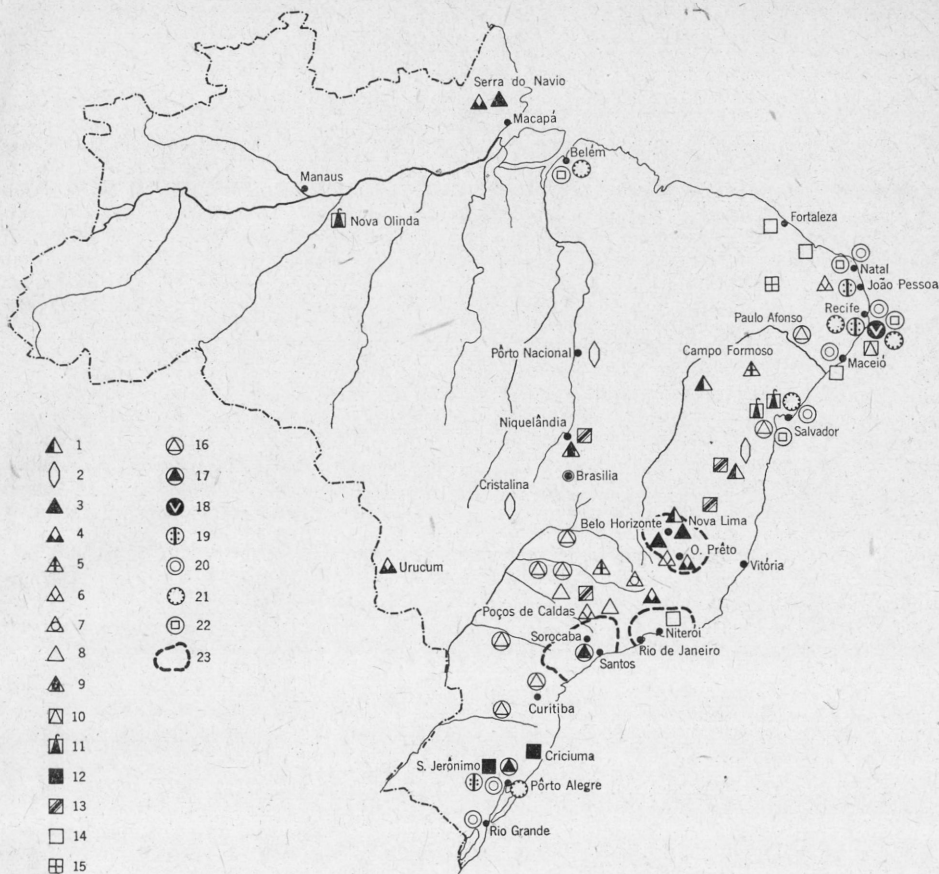 Serra do Navio
Macapá
Belém
Manaus
Nova Olinda
Fortaleza
Natal
João Pessoa
Recife
Paulo Afonso
Maceió
Pôrto Nacional
Campo Formoso
Salvador
Niquelândia
Brasilia
Cristalina
Belo Horizonte
Nova Lima
O. Prêto
Vitória
Urucum
Poços de Caldas
Sorocaba
Niterói
Rio de Janeiro
Santos
Curitiba
Criciuma
S. Jerónimo
Pôrto Alegre
Rio Grande
1
2
3
4
5
6
7
8
9
10
11
12
13
14
15
16
17
18
19
20
21
22
23